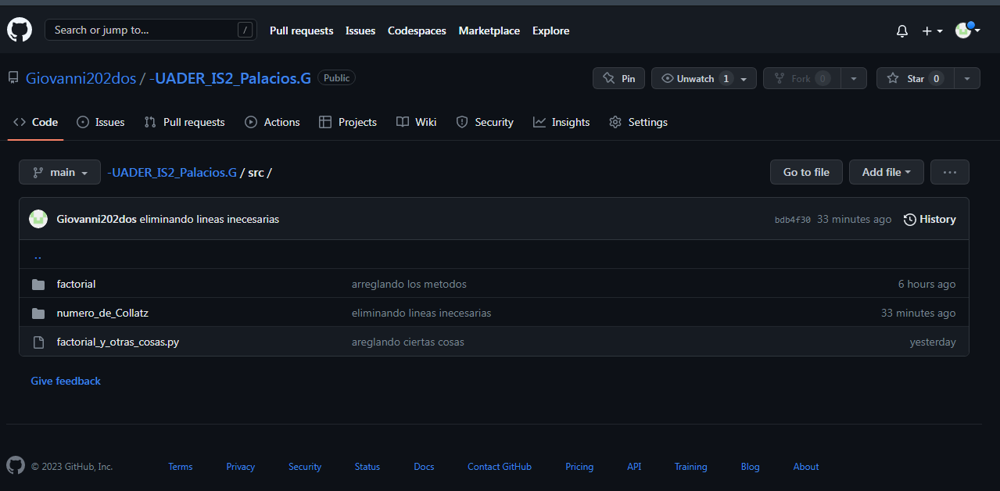 Search or jump to... / Pull requests Issues Codespaces Marketplace Explore
Giovanni202dos / -UADER_IS2_Palacios.G Public Pin Unwatch 1 Fork 0 Star 0
Code Issues Pull requests Actions Projects Wiki Security Insights Settings
main -UADER_IS2_Palacios.G / src / Go to file Add file ...
Giovanni202dos eliminando lineas inecesarias bdb4f30 33 minutes ago History
..
factorial arreglando los metodos 6 hours ago
numero_de_Collatz eliminando lineas inecesarias 33 minutes ago
factorial_y_otras_cosas.py areglando ciertas cosas yesterday
Give feedback
© 2023 GitHub, Inc. Terms Privacy Security Status Docs Contact GitHub Pricing API Training Blog About